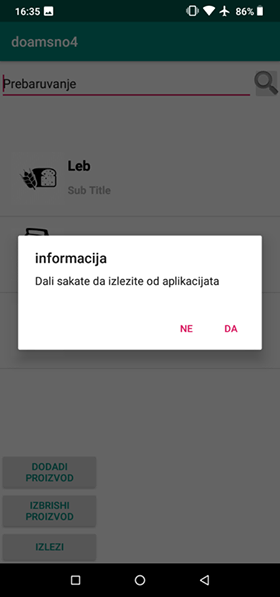 16:35
86%
doamsno4
Prebaruvanje
Leb
Sub Title
informacija
Dali sakate da izlezite od aplikacijata
NE DA
DODADI
PROIZVOD
IZBRISHI
PROIZVOD
IZLEZI